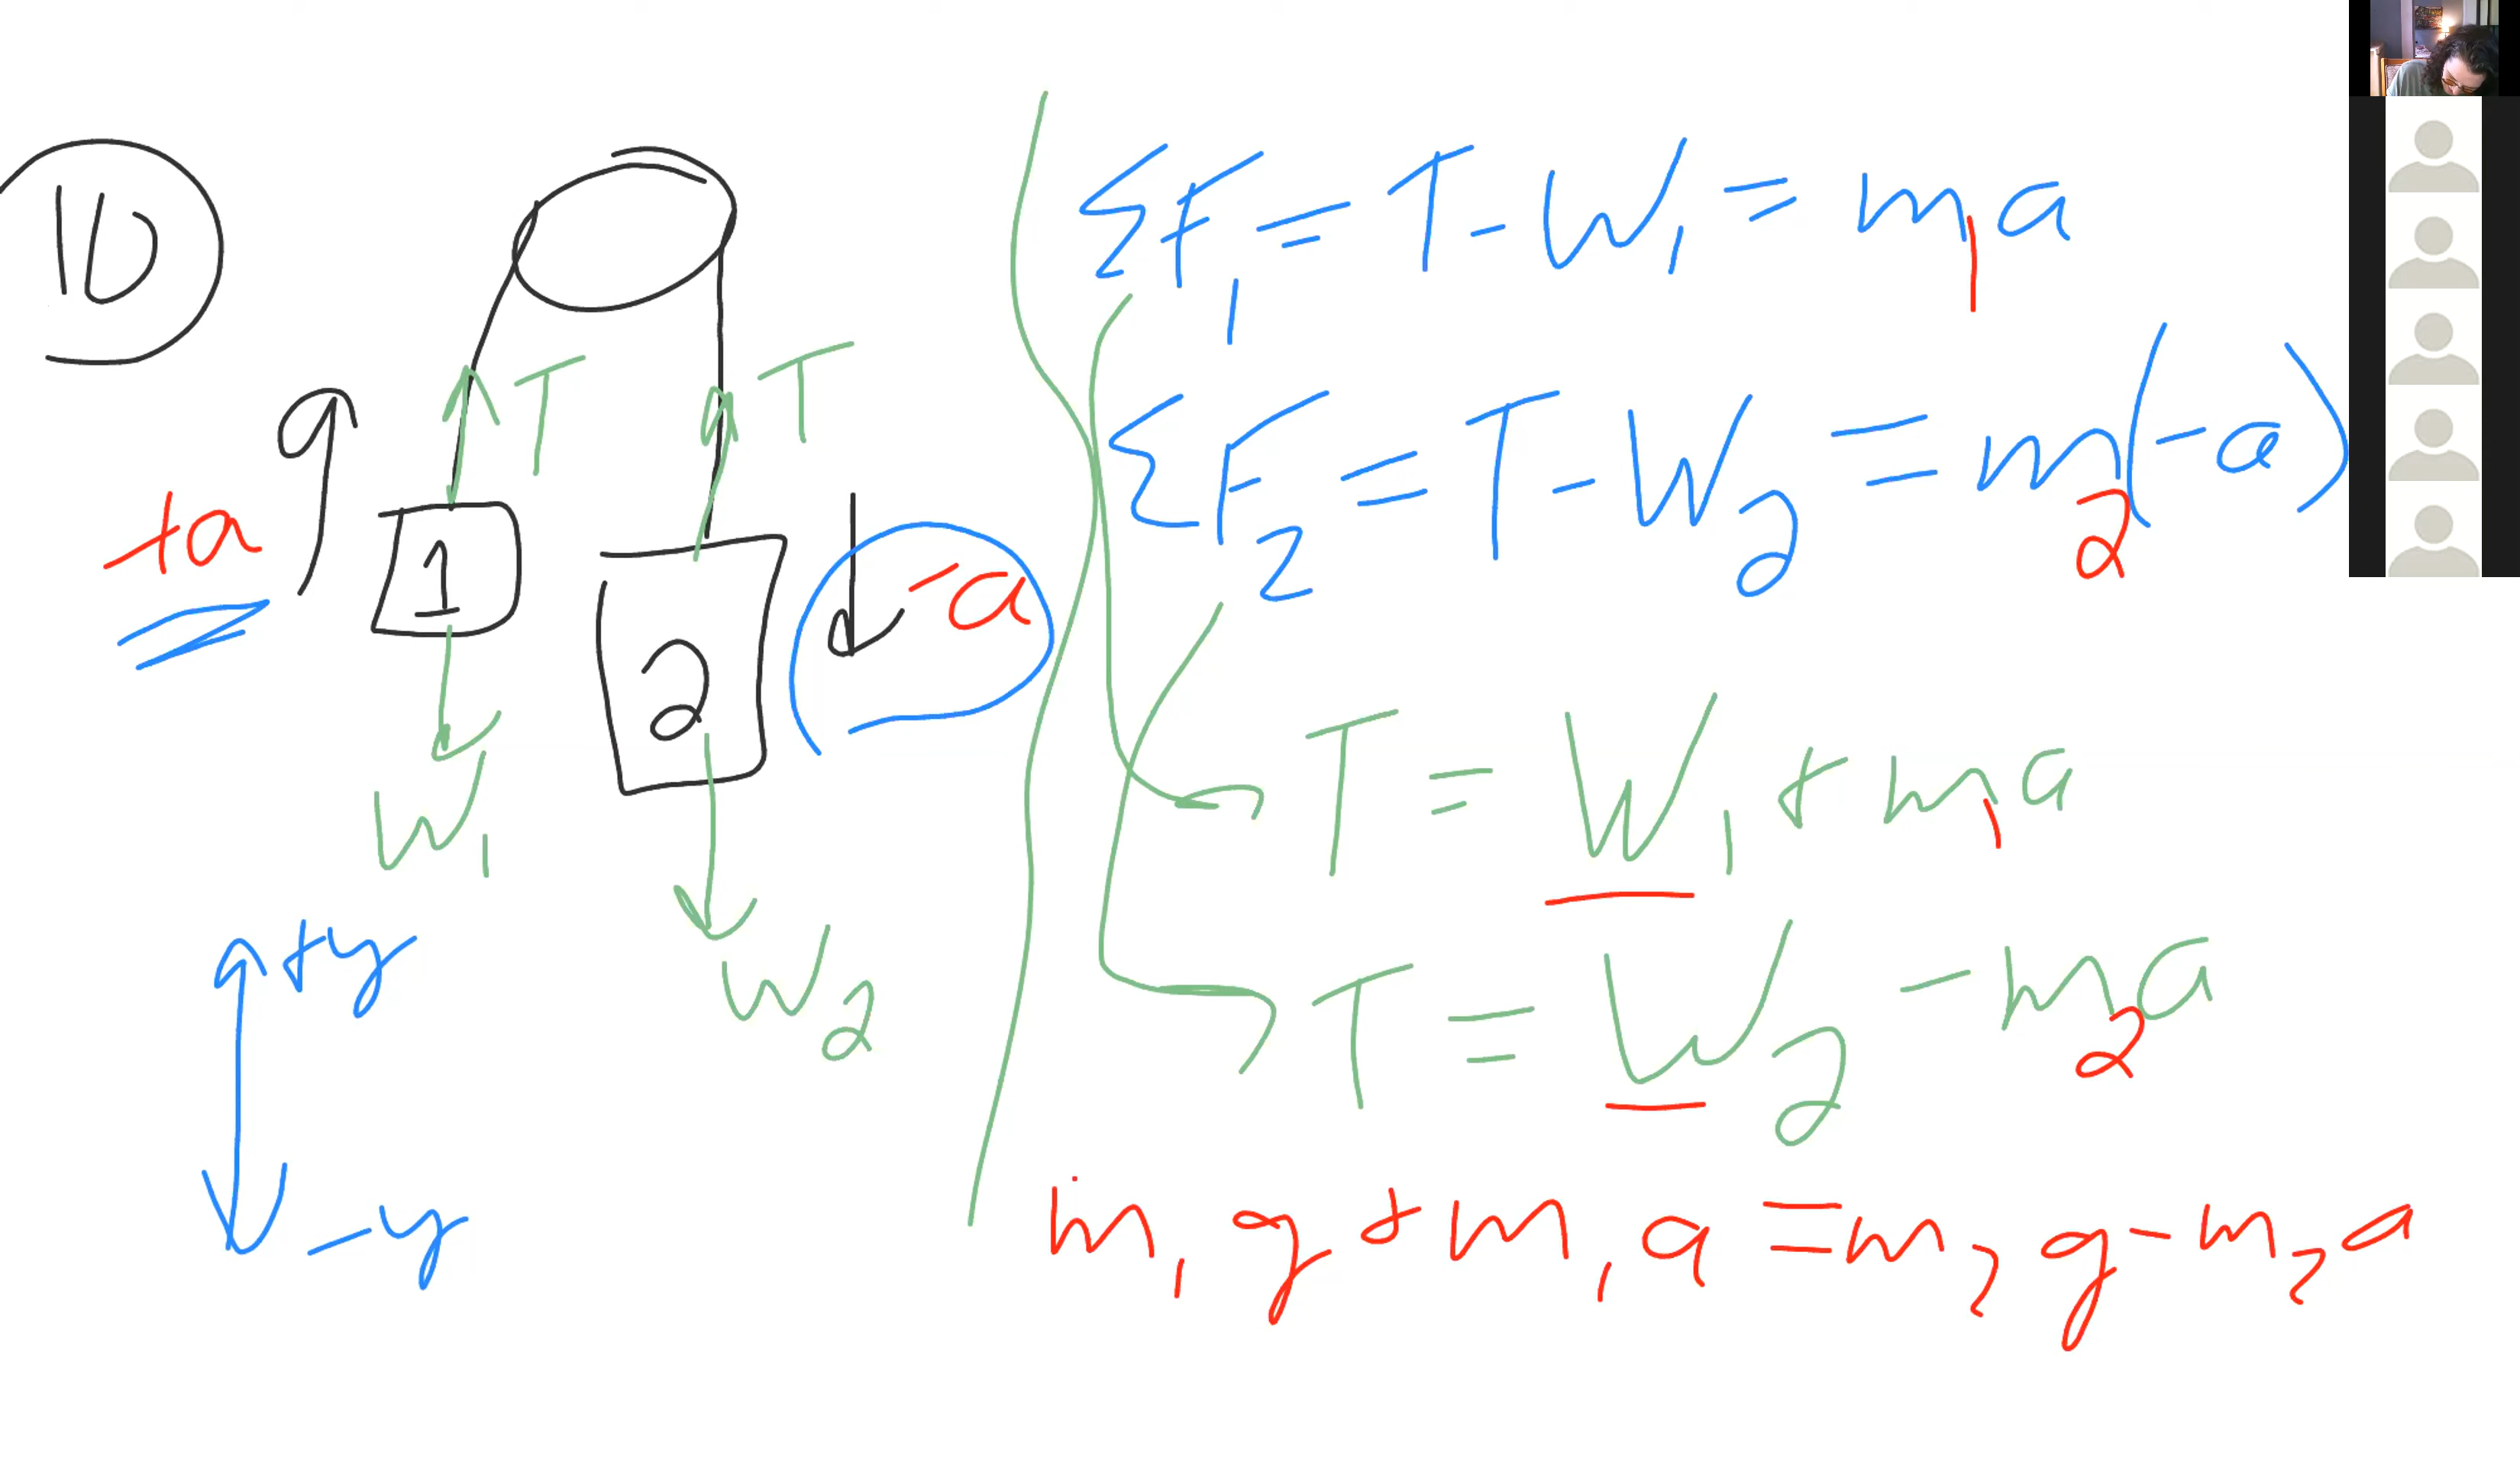 10
ΣF₁ = T - W₁ = m₁a
ΣF₂ = T - W₂ = m₂(-a)
T
T
+a
1
2
-a
W₁
W₂
+y
-y
T = W₁ + m₁a
T = W₂ - m₂a
m₁g + m₁a = m₂g - m₂a